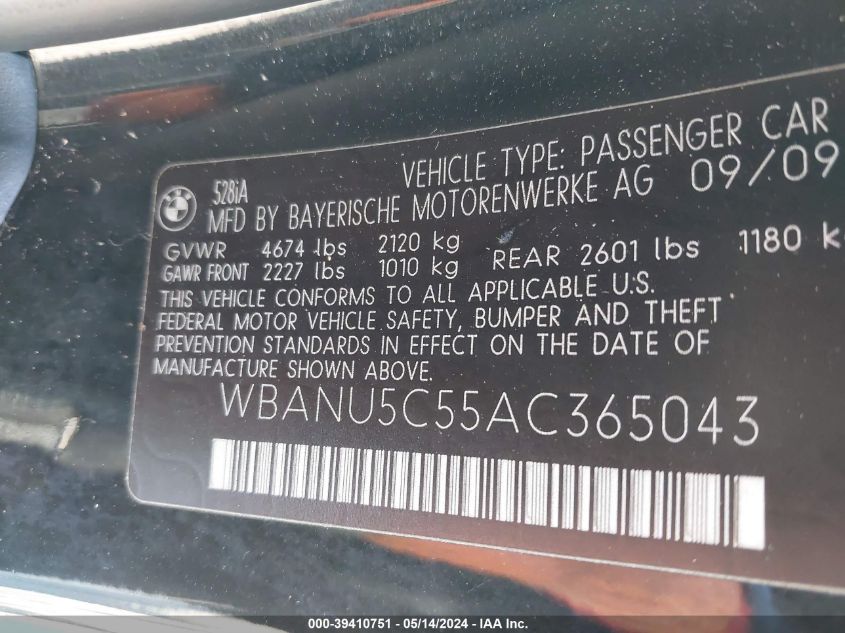 VEHICLE TYPE: PASSENGER CAR
528iA
MFD BY BAYERISCHE MOTORENWERKE AG 09/09
GVWR 4674 lbs 2120 kg
GAWR FRONT 2227 lbs 1010 kg REAR 2601 lbs 1180 k
THIS VEHICLE CONFORMS TO ALL APPLICABLE U.S.
FEDERAL MOTOR VEHICLE SAFETY, BUMPER AND THEFT
PREVENTION STANDARDS IN EFFECT ON THE DATE OF
MANUFACTURE SHOWN ABOVE.
WBANU5C55AC365043
000-39410751 - 05/14/2024 - IAA Inc.